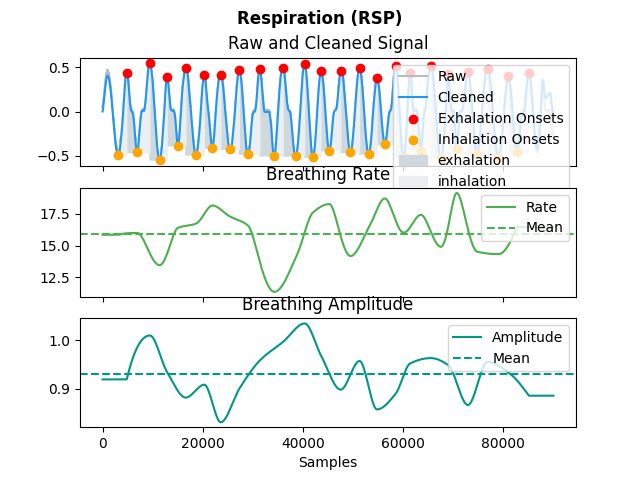 Respiration (RSP)
Raw and Cleaned Signal
0.5
0.0
−0.5
Raw
Cleaned
Exhalation Onsets
Inhalation Onsets
exhalation
inhalation
Breathing Rate
17.5
15.0
12.5
Rate
Mean
Breathing Amplitude
1.0
0.9
Amplitude
Mean
0 20000 40000 60000 80000
Samples